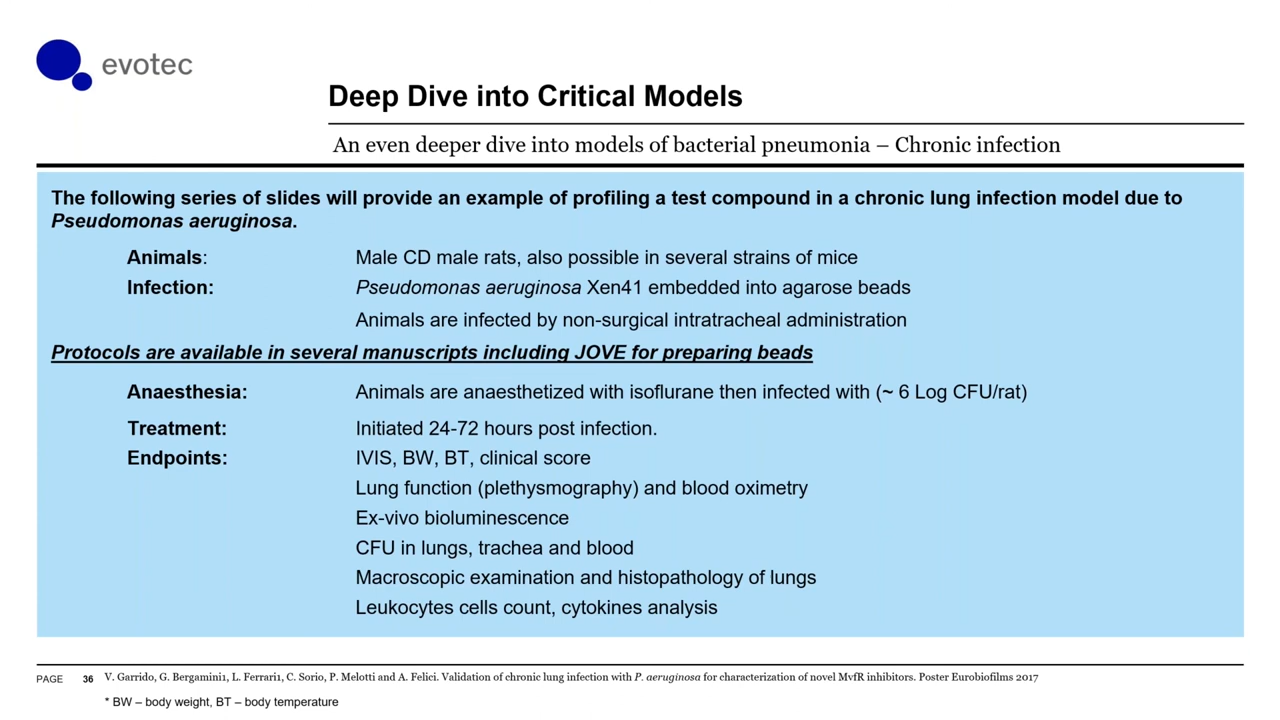 evotec
Deep Dive into Critical Models
An even deeper dive into models of bacterial pneumonia – Chronic infection
The following series of slides will provide an example of profiling a test compound in a chronic lung infection model due to
Pseudomonas aeruginosa.
Animals: Male CD male rats, also possible in several strains of mice
Infection: Pseudomonas aeruginosa Xen41 embedded into agarose beads
Animals are infected by non-surgical intratracheal administration
Protocols are available in several manuscripts including JOVE for preparing beads
Anaesthesia: Animals are anaesthetized with isoflurane then infected with (~ 6 Log CFU/rat)
Treatment: Initiated 24-72 hours post infection.
Endpoints: IVIS, BW, BT, clinical score
Lung function (plethysmography) and blood oximetry
Ex-vivo bioluminescence
CFU in lungs, trachea and blood
Macroscopic examination and histopathology of lungs
Leukocytes cells count, cytokines analysis
PAGE 36 V. Garrido, G. Bergamini1, L. Ferrari1, C. Sorio, P. Melotti and A. Felici. Validation of chronic lung infection with P. aeruginosa for characterization of novel MvfR inhibitors. Poster Eurobiofilms 2017
* BW – body weight, BT – body temperature